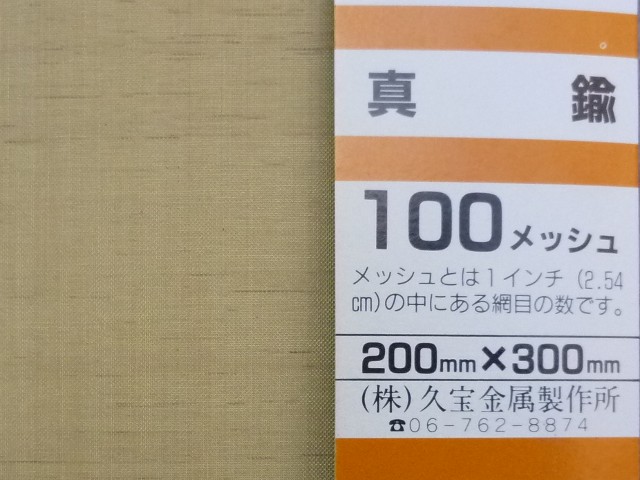 真鍮
100メッシュ
メッシュとは1インチ(2.54
cm)の中にある網目の数です。
200mm×300mm
(株)久宝金属製作所
☎06-762-8874